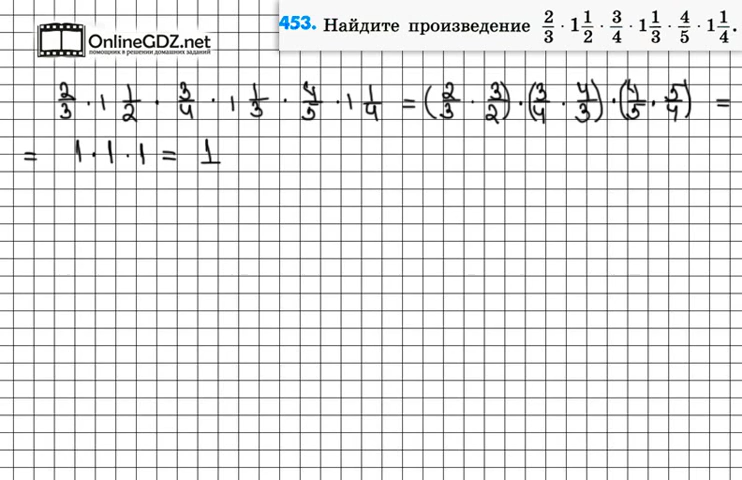 OnlineGDZ.net
помощник в решении домашних заданий
453. Найдите произведение 2/3 · 1 1/2 · 3/4 · 1 1/3 · 4/5 · 1 1/4.
2/3 · 1 1/2 · 3/4 · 1 1/3 · 4/5 · 1 1/4 = (2/3 · 3/2) · (3/4 · 4/3) · (4/5 · 5/4) =
= 1 · 1 · 1 = 1